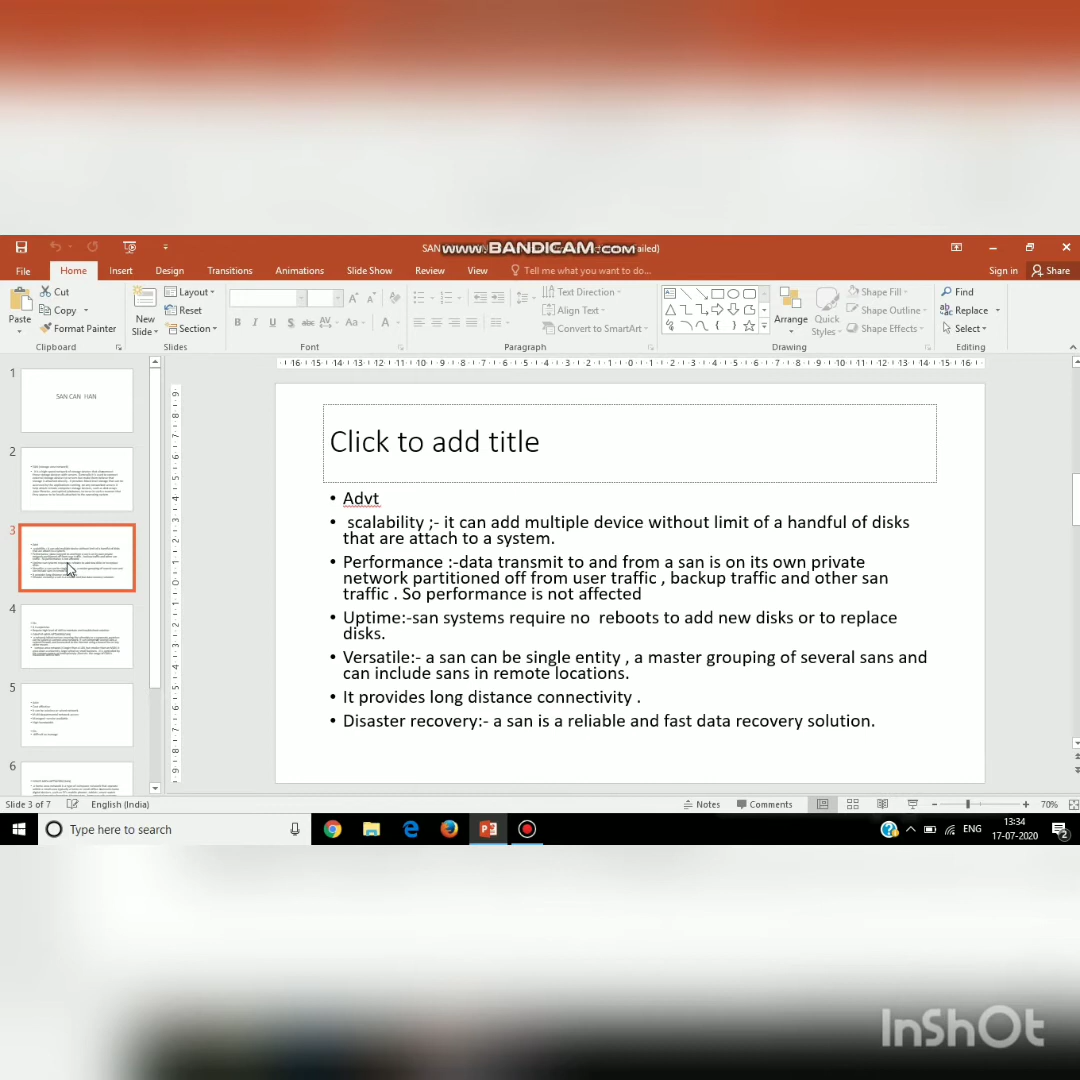 SAN
www.BANDICAM.com
ailed)
File
Home
Insert
Design
Transitions
Animations
Slide Show
Review
View
Tell me what you want to do...
Sign in
Share
Paste
Cut
Copy
Format Painter
Clipboard
New
Slide
Layout
Reset
Section
Slides
Font
Text Direction
Align Text
Convert to SmartArt
Paragraph
Arrange
Quick
Styles
Shape Fill
Shape Outline
Shape Effects
Drawing
Find
Replace
Select
Editing
1
SAN CAN HAN
2
3
4
5
6
Click to add title
• Advt
• scalability ;- it can add multiple device without limit of a handful of disks
that are attach to a system.
• Performance :-data transmit to and from a san is on its own private
network partitioned off from user traffic , backup traffic and other san
traffic . So performance is not affected
• Uptime:-san systems require no reboots to add new disks or to replace
disks.
• Versatile:- a san can be single entity , a master grouping of several sans and
can include sans in remote locations.
• It provides long distance connectivity .
• Disaster recovery:- a san is a reliable and fast data recovery solution.
Slide 3 of 7
English (India)
Notes
Comments
70%
Type here to search
ENG
13:34
17-07-2020
2
InShOt